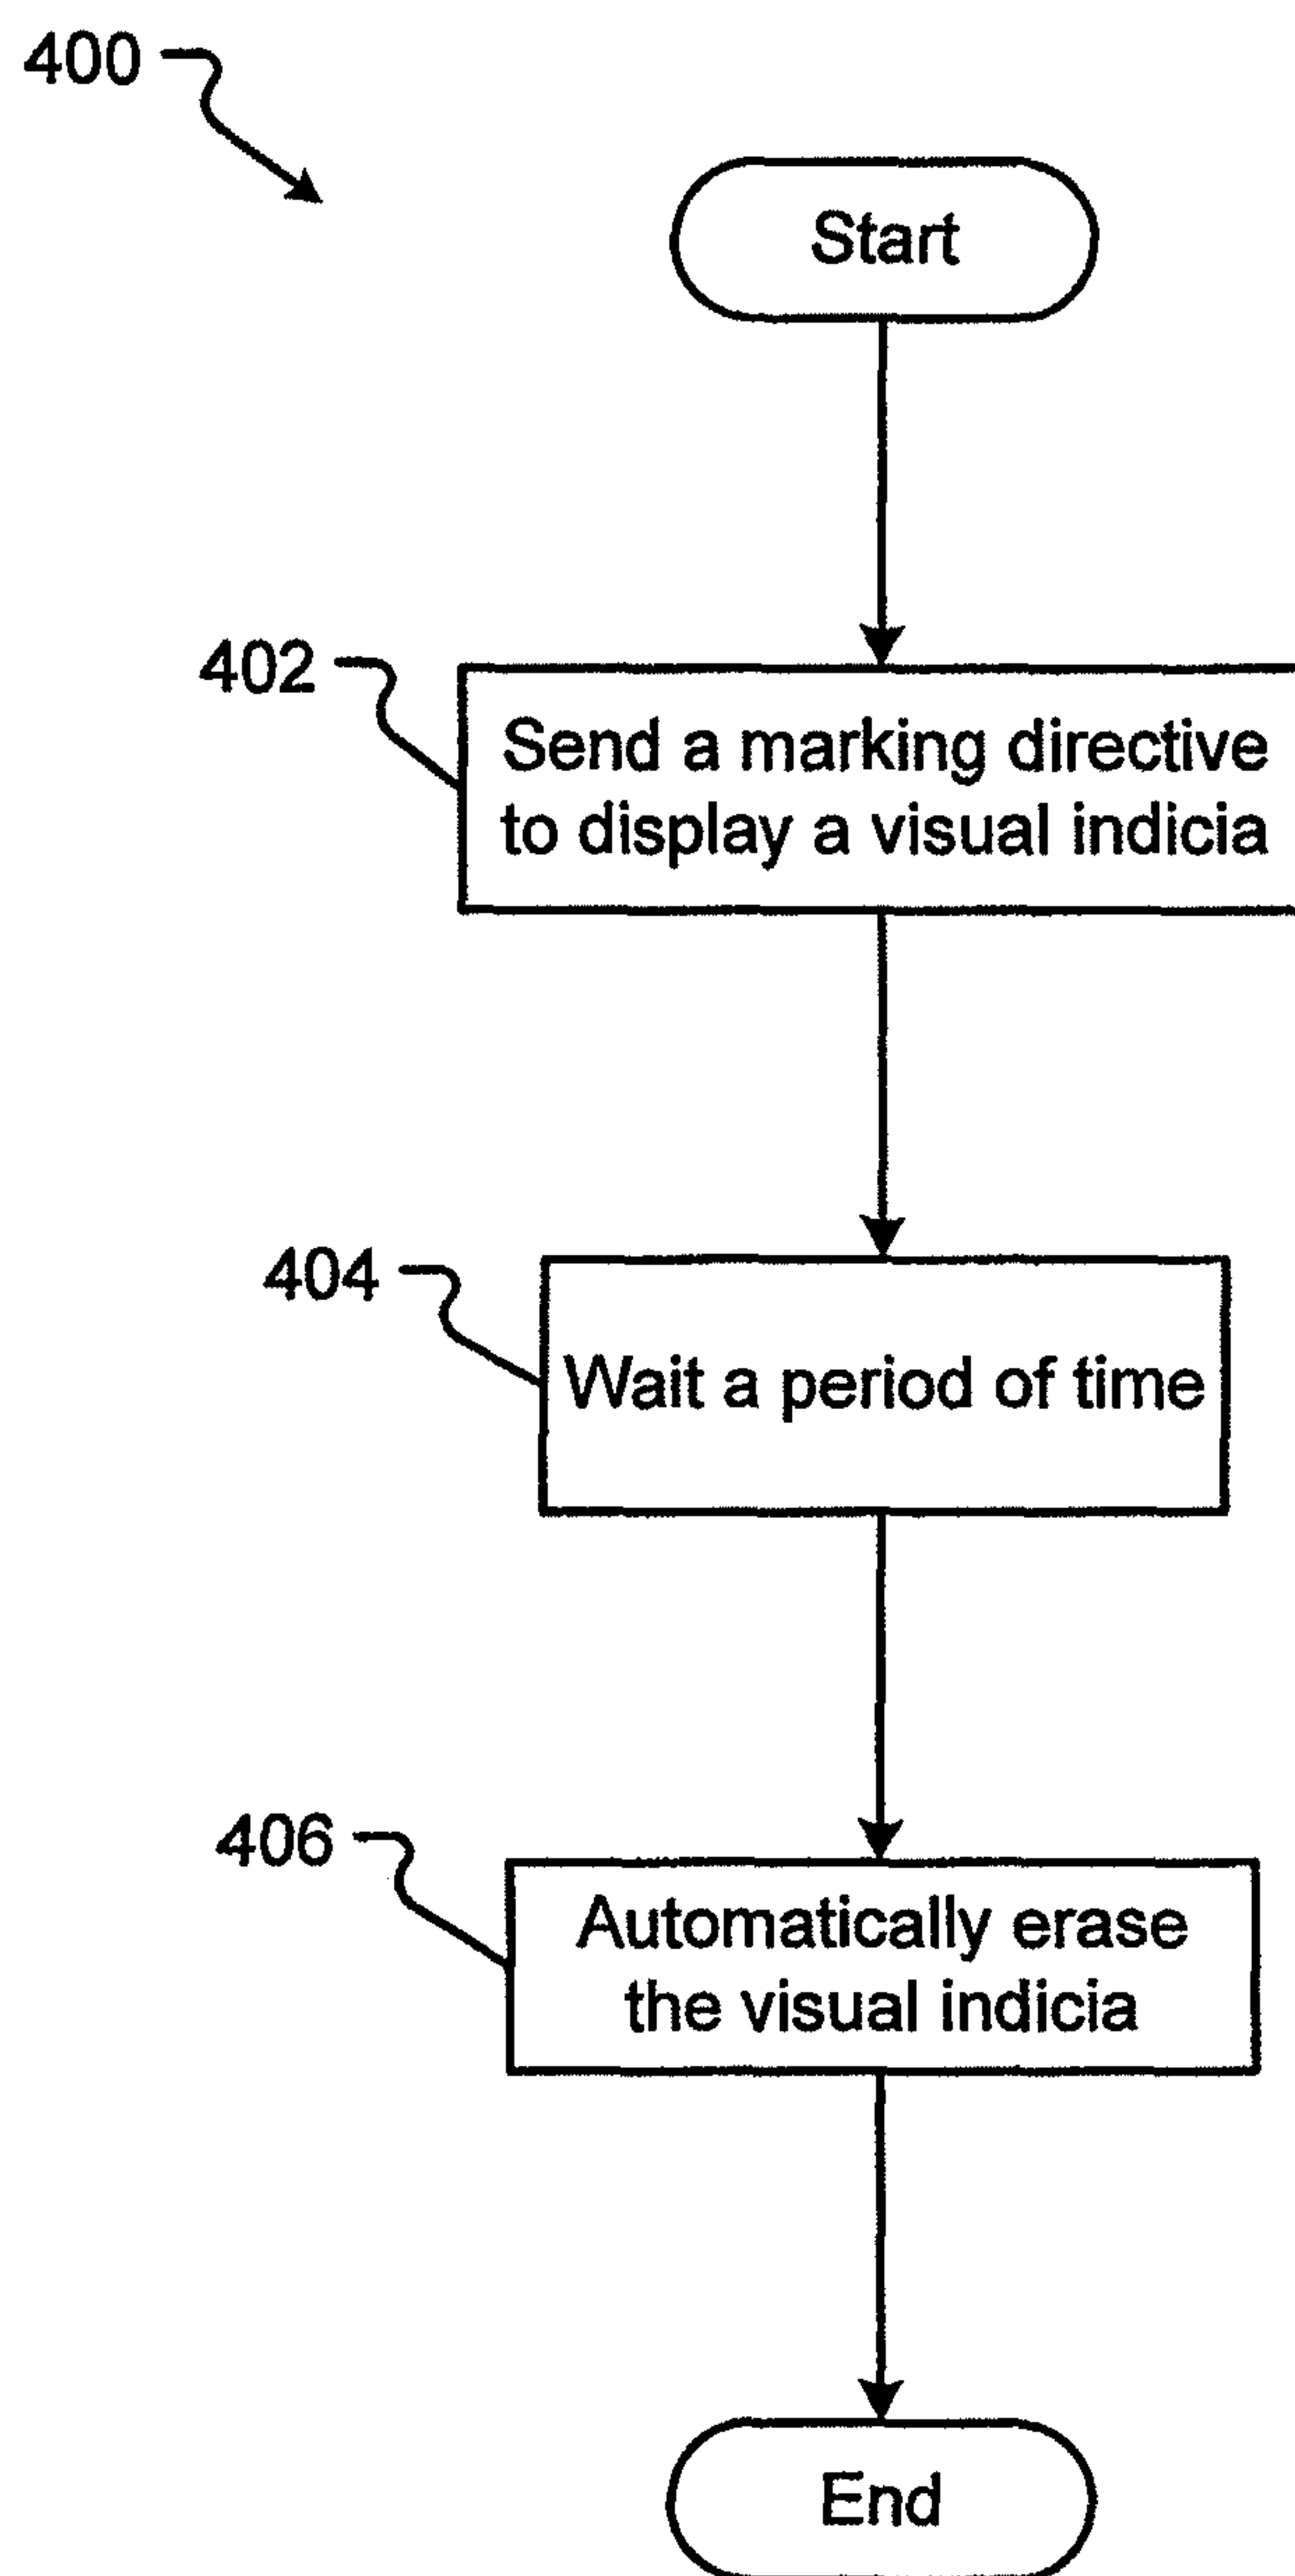 400
Start
402
Send a marking directive
to display a visual indicia
404
Wait a period of time
406
Automatically erase
the visual indicia
End